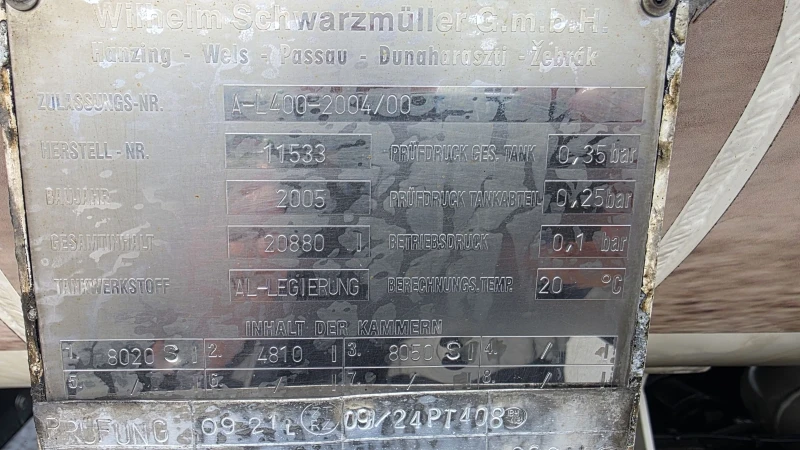 Wilhelm Schwarzmüller G.m.b.H.
Hanzing - Wels - Passau - Dunaharaszti - Žebrák
ZULASSUNGS-NR. A-L400-2004/00
HERSTELL-NR. 11533 PRÜFDRUCK GES. TANK 0,35 bar
BAUJAHR 2005 PRÜFDRUCK TANKABTEIL 0,25 bar
GESAMTINHALT 20880 l BETRIEBSDRUCK 0,1 bar
TANKWERKSTOFF AL-LEGIERUNG BERECHNUNGS.TEMP. 20 °C
INHALT DER KAMMERN
1. 8020 S l 2. 4810 l 3. 8050 S l 4. / l
5. / 6. / 7. / 8. /
PRÜFUNG 09 21 L 09/24PT408